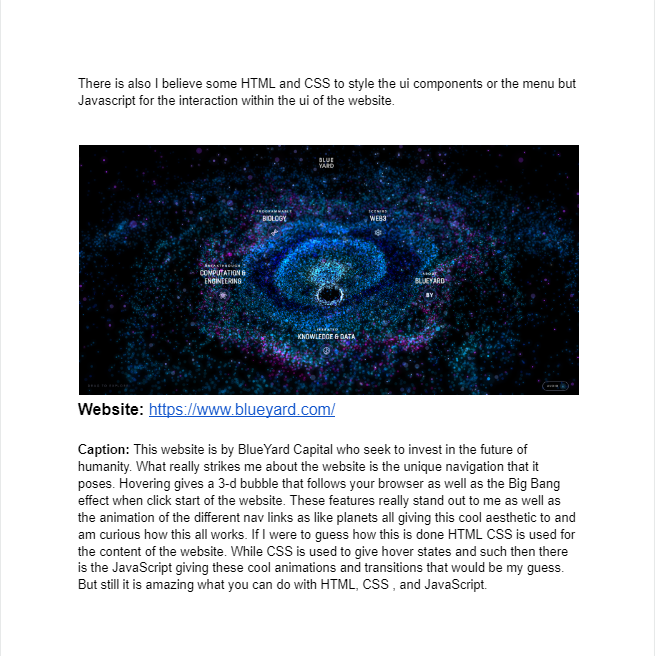 There is also I believe some HTML and CSS to style the ui components or the menu but
Javascript for the interaction within the ui of the website.
BLUE
YARD
BIOLOGY
WEB3
COMPUTATION &
ENGINEERING
ABOUT
BLUEYARD
BY
KNOWLEDGE & DATA
Website: https://www.blueyard.com/
Caption: This website is by BlueYard Capital who seek to invest in the future of
humanity. What really strikes me about the website is the unique navigation that it
poses. Hovering gives a 3-d bubble that follows your browser as well as the Big Bang
effect when click start of the website. These features really stand out to me as well as
the animation of the different nav links as like planets all giving this cool aesthetic to and
am curious how this all works. If I were to guess how this is done HTML CSS is used for
the content of the website. While CSS is used to give hover states and such then there
is the JavaScript giving these cool animations and transitions that would be my guess.
But still it is amazing what you can do with HTML, CSS , and JavaScript.